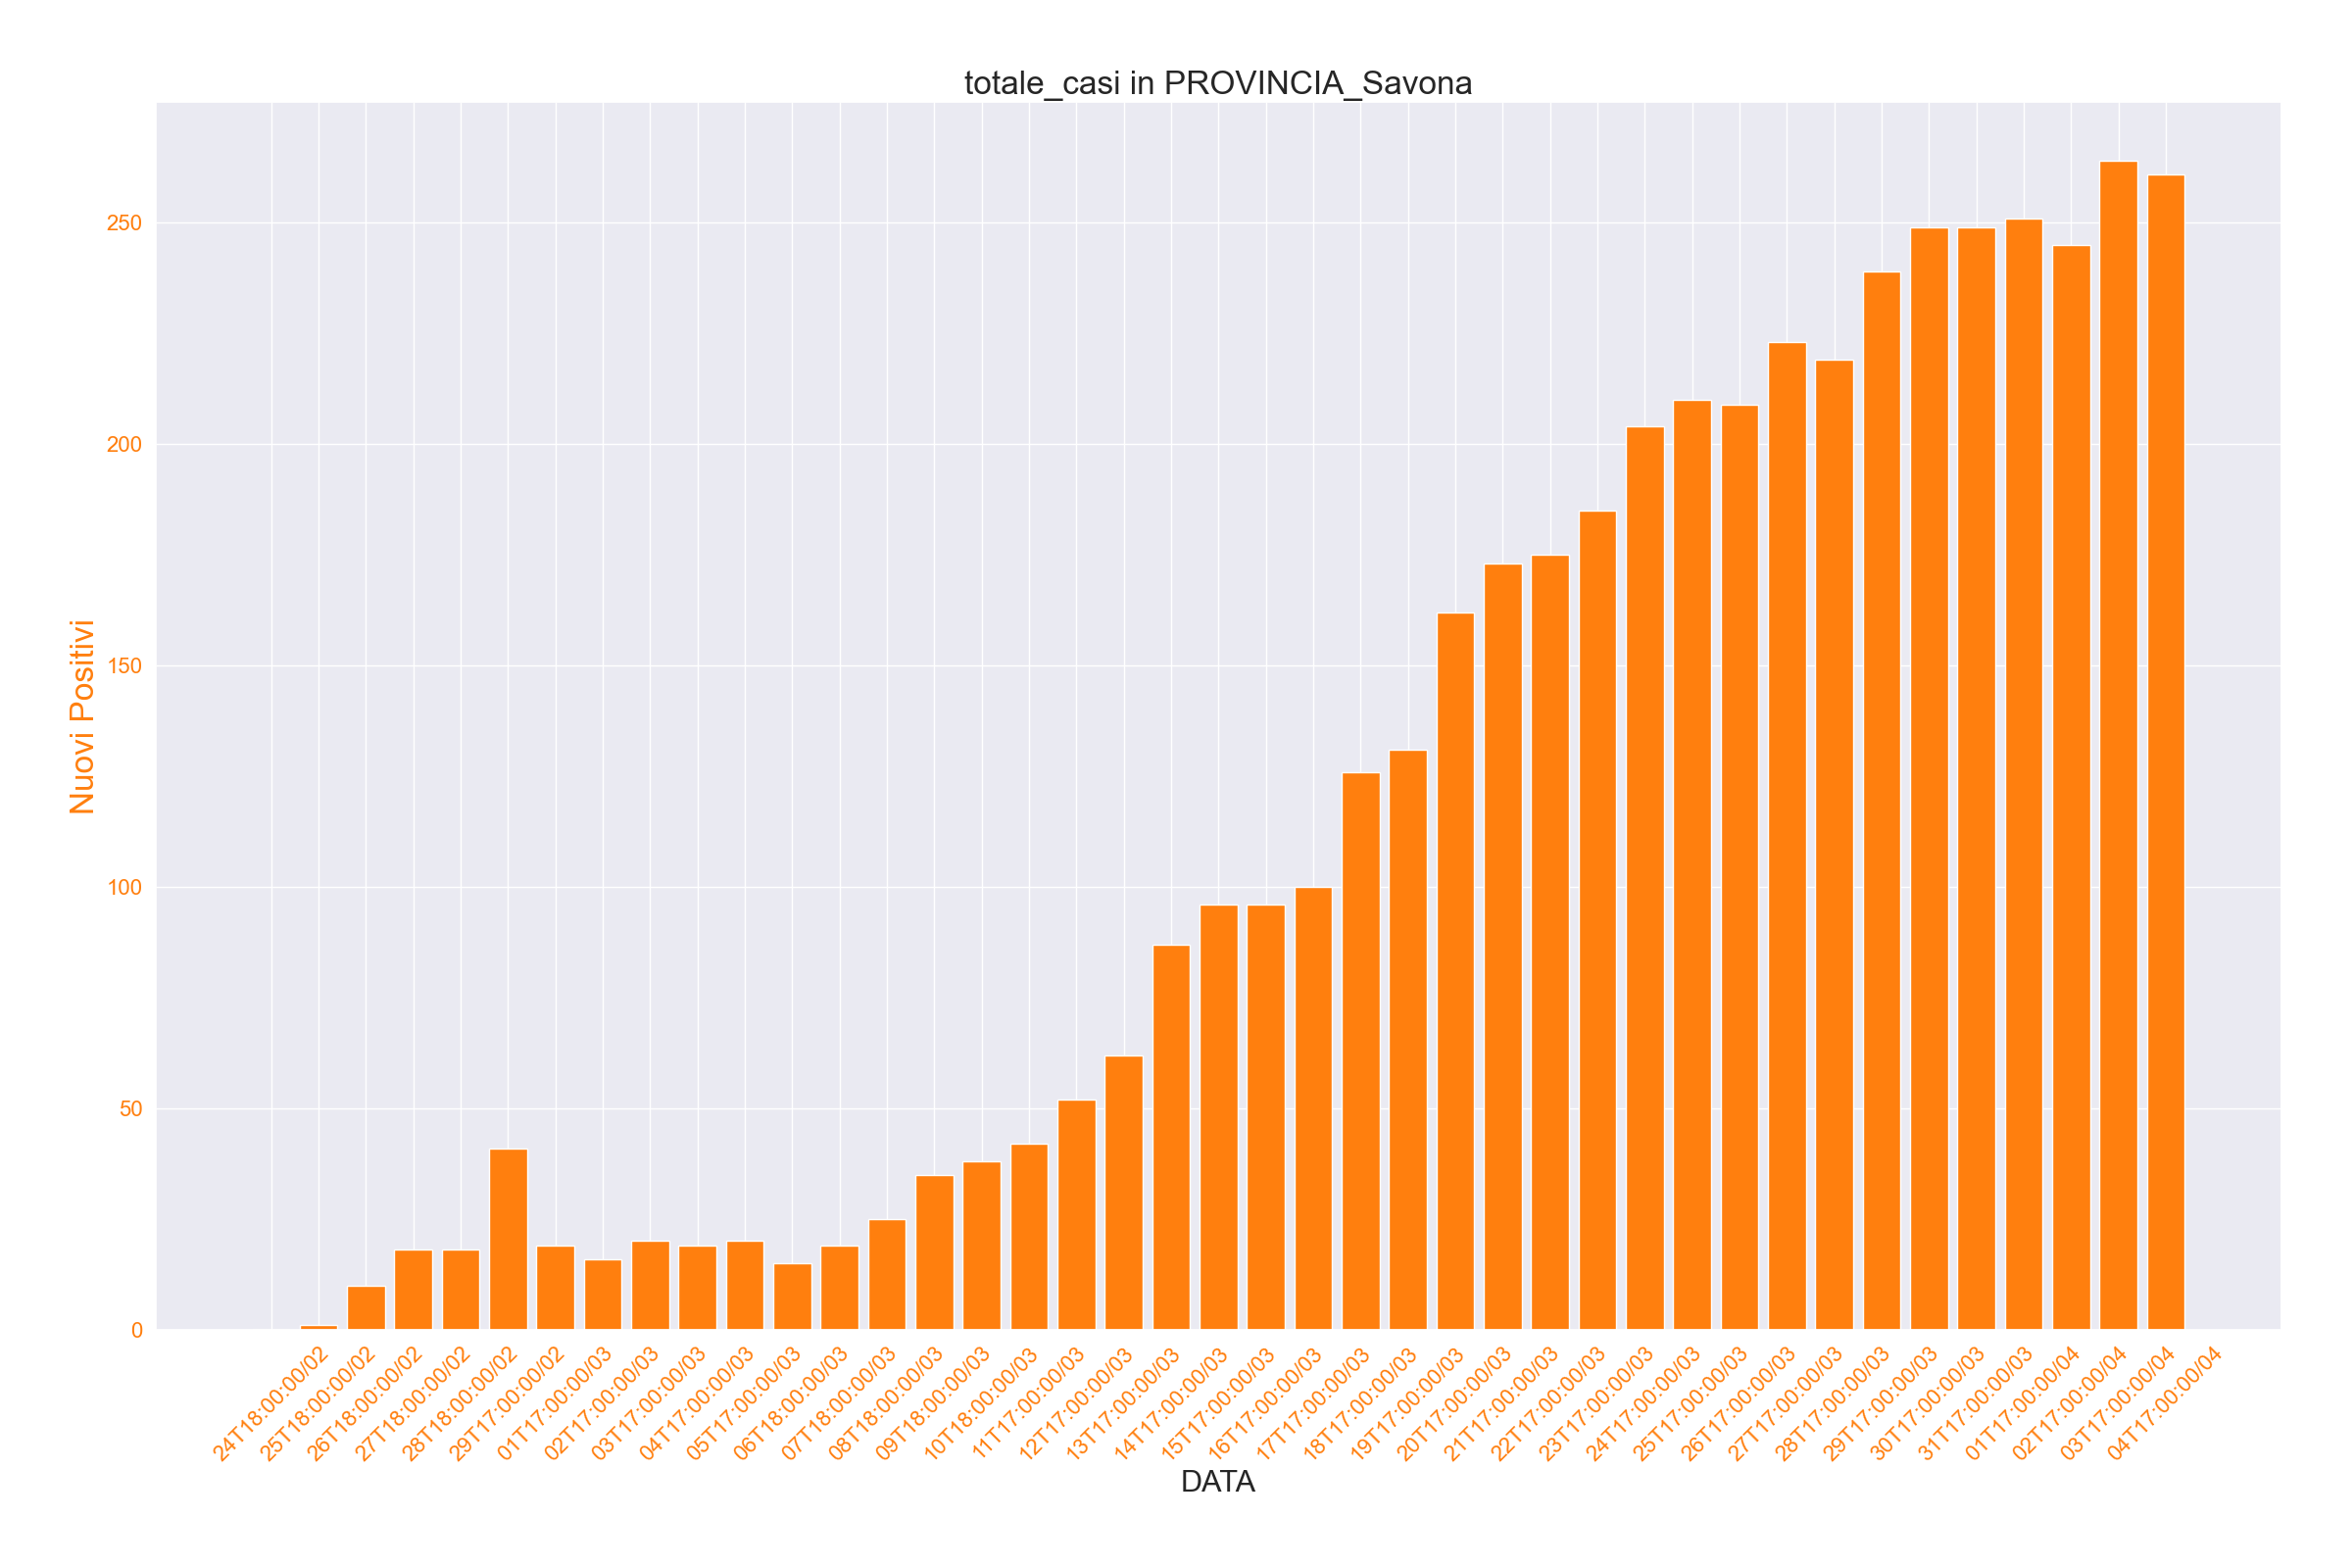 totale_casi in PROVINCIA_Savona
Nuovi Positivi
250
200
150
100
50
0
24T18:00:00/02
25T18:00:00/02
26T18:00:00/02
27T18:00:00/02
28T18:00:00/02
29T17:00:00/02
01T17:00:00/03
02T17:00:00/03
03T17:00:00/03
04T17:00:00/03
05T17:00:00/03
06T18:00:00/03
07T18:00:00/03
08T18:00:00/03
09T18:00:00/03
10T18:00:00/03
11T17:00:00/03
12T17:00:00/03
13T17:00:00/03
14T17:00:00/03
15T17:00:00/03
16T17:00:00/03
17T17:00:00/03
18T17:00:00/03
19T17:00:00/03
20T17:00:00/03
21T17:00:00/03
22T17:00:00/03
23T17:00:00/03
24T17:00:00/03
25T17:00:00/03
26T17:00:00/03
27T17:00:00/03
28T17:00:00/03
29T17:00:00/03
30T17:00:00/03
31T17:00:00/03
01T17:00:00/04
02T17:00:00/04
03T17:00:00/04
04T17:00:00/04
DATA